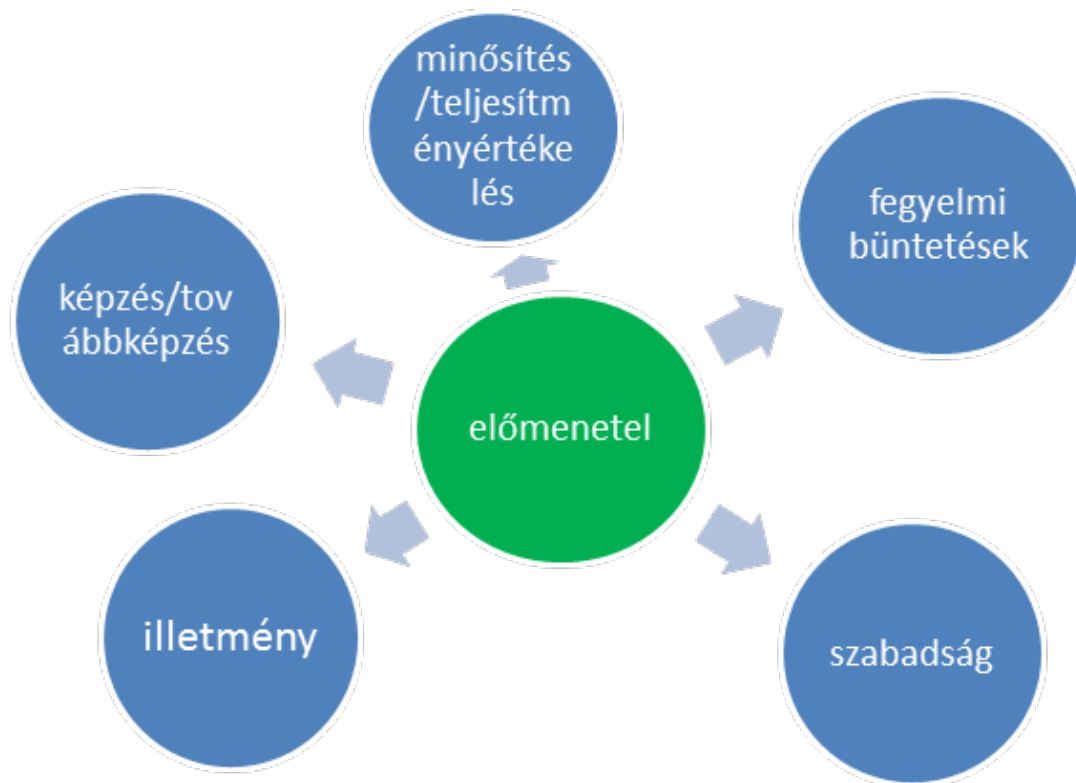 minősítés
/teljesítm
ényértéke
lés
fegyelmi
büntetések
képzés/tov
ábbképzés
előmenetel
illetmény
szabadság